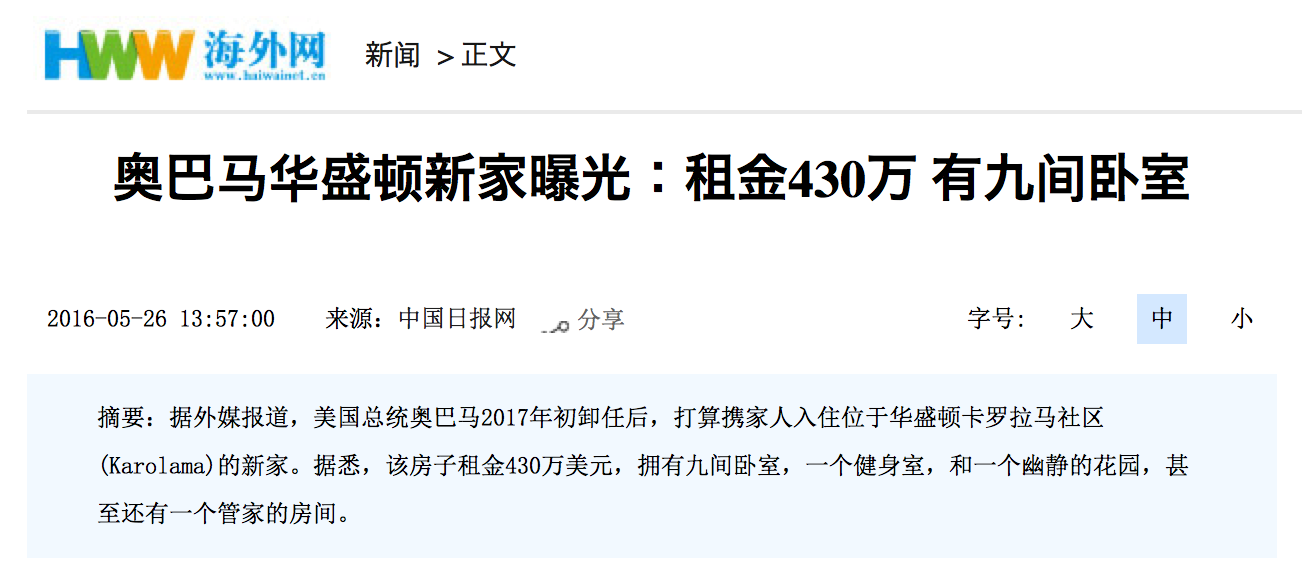 HWW 海外网
www.haiwainet.cn
新闻 > 正文
奥巴马华盛顿新家曝光：租金430万 有九间卧室
2016-05-26 13:57:00 来源：中国日报网 分享 字号： 大 中 小
摘要：据外媒报道，美国总统奥巴马2017年初卸任后，打算携家人入住位于华盛顿卡罗拉马社区
(Karolama)的新家。据悉，该房子租金430万美元，拥有九间卧室，一个健身室，和一个幽静的花园，甚
至还有一个管家的房间。